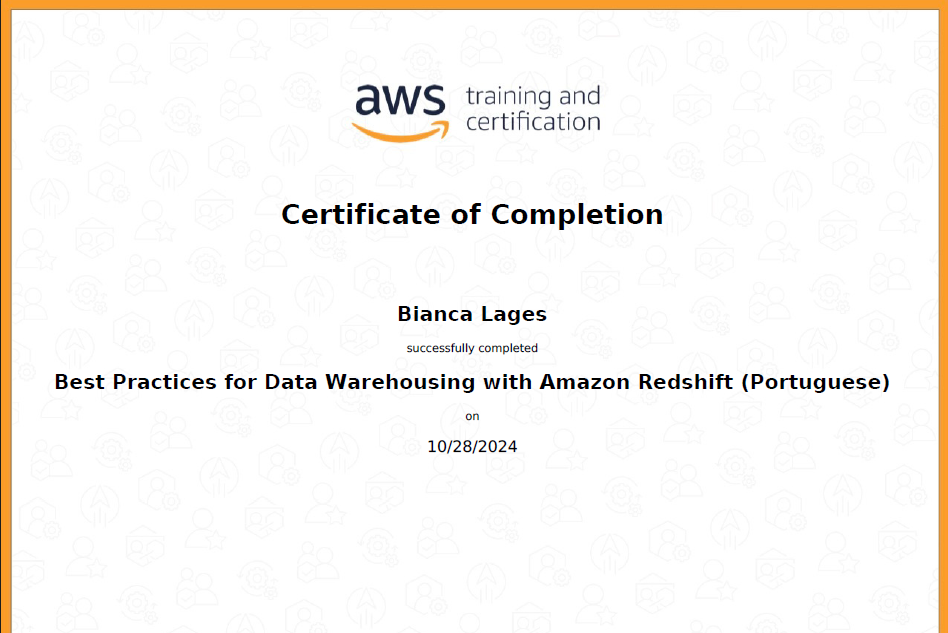 aws training and
certification
Certificate of Completion
Bianca Lages
successfully completed
Best Practices for Data Warehousing with Amazon Redshift (Portuguese)
on
10/28/2024